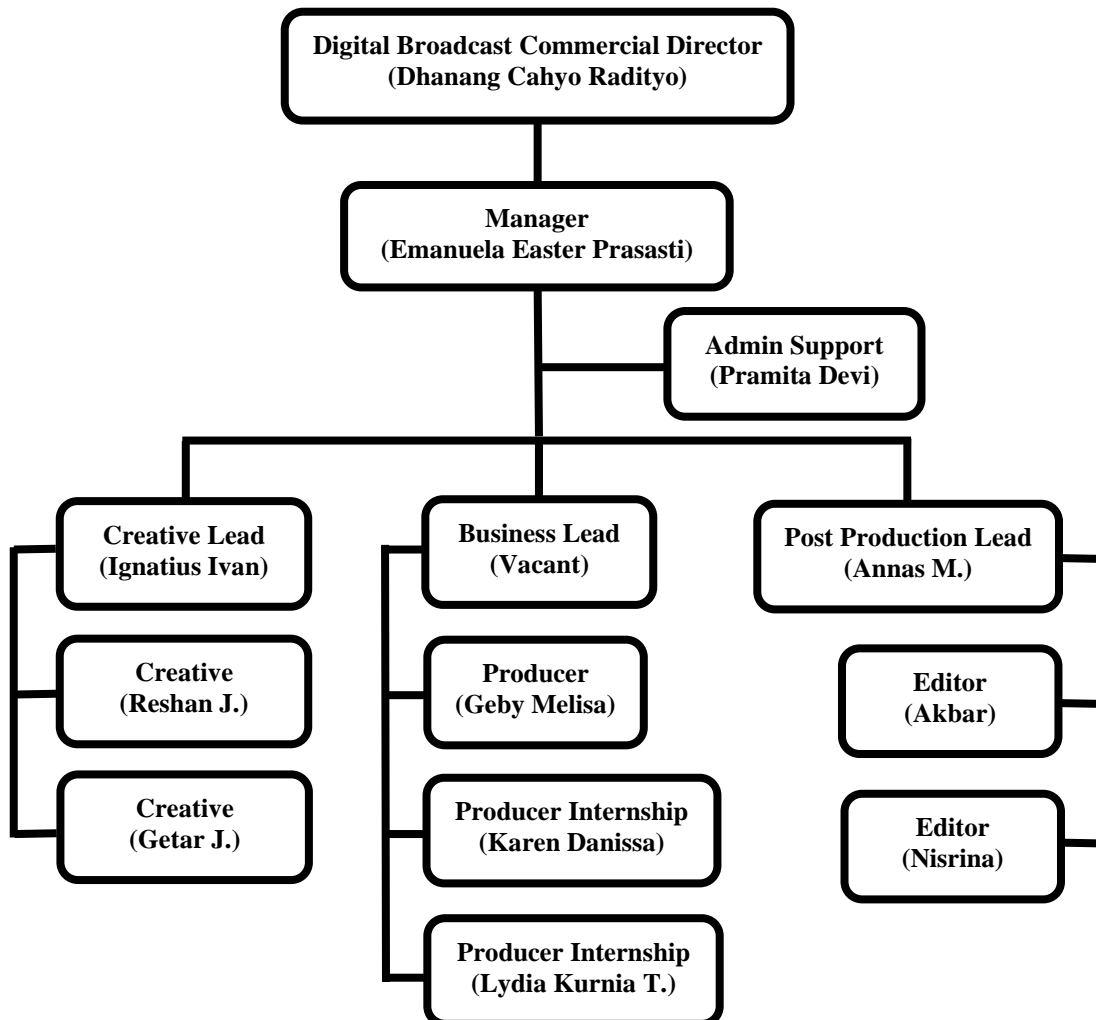 Digital Broadcast Commercial Director
(Dhanang Cahyo Radityo)
Manager
(Emanuela Easter Prasasti)
Admin Support
(Pramita Devi)
Creative Lead
(Ignatius Ivan)
Business Lead
(Vacant)
Post Production Lead
(Annas M.)
Creative
(Reshan J.)
Producer
(Geby Melisa)
Editor
(Akbar)
Creative
(Getar J.)
Producer Internship
(Karen Danissa)
Editor
(Nisrina)
Producer Internship
(Lydia Kurnia T.)